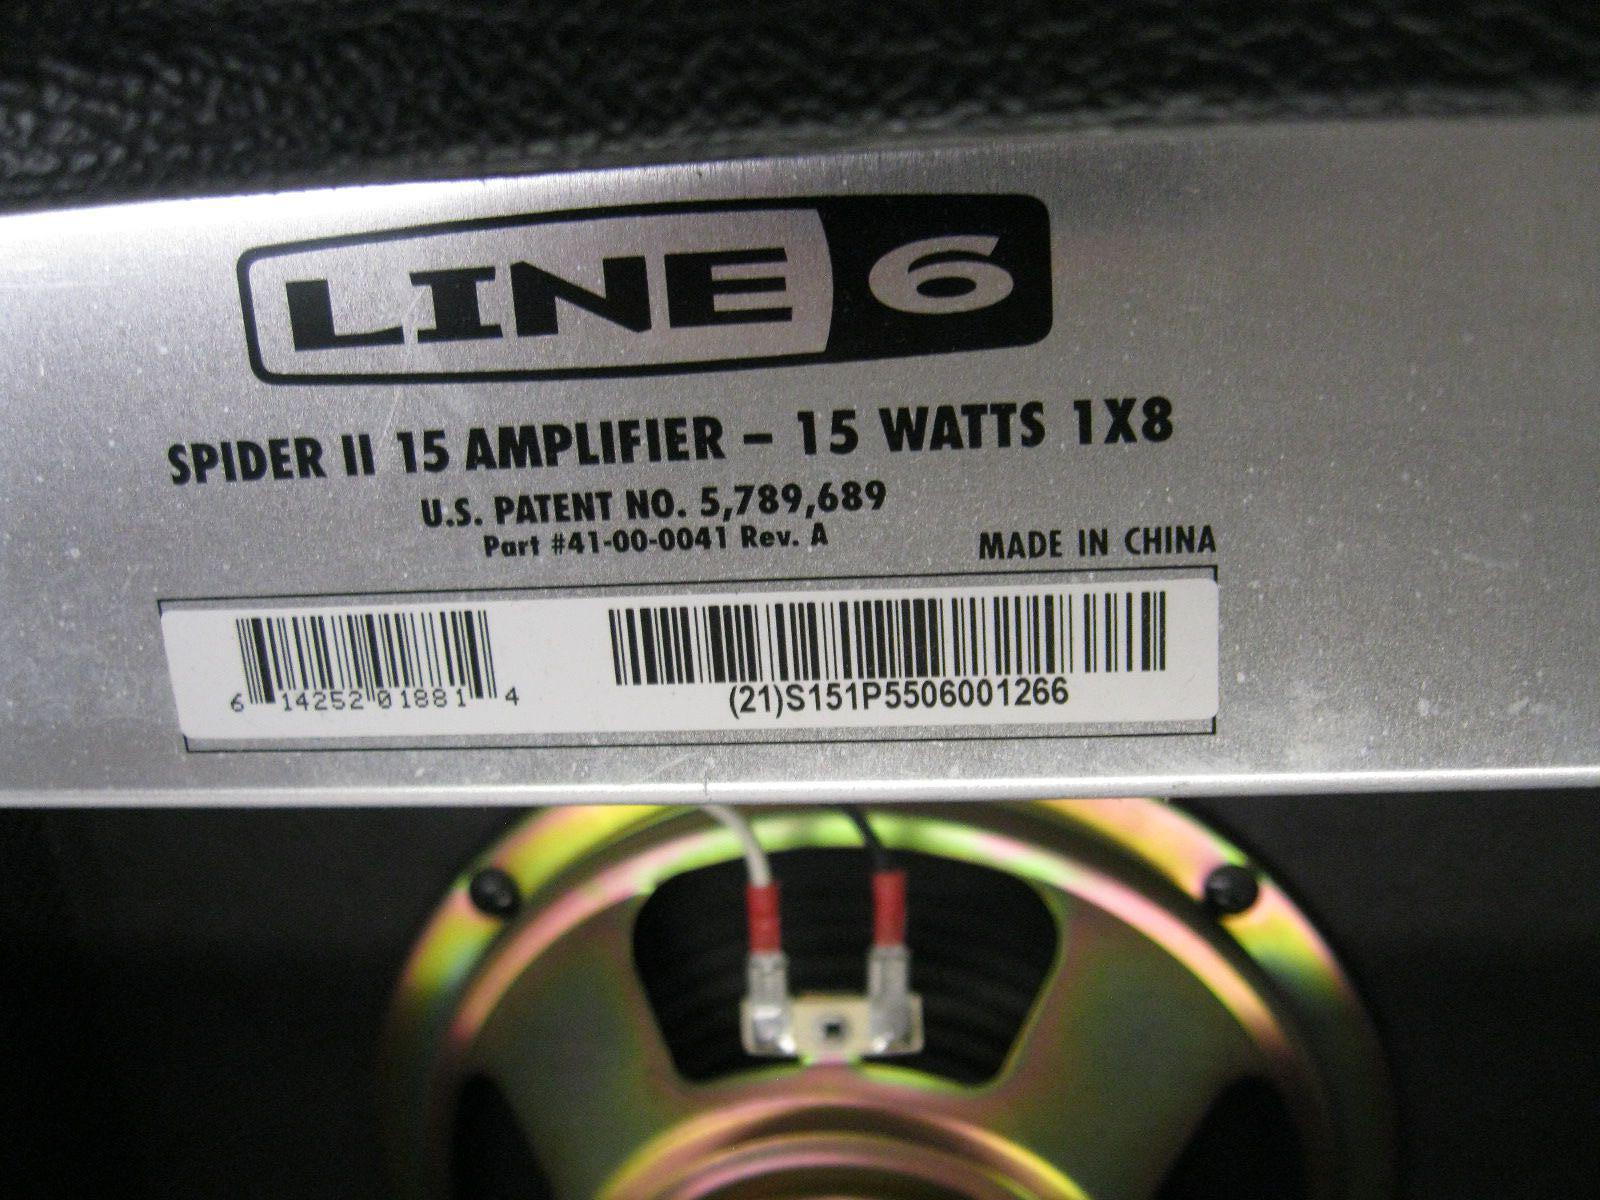 LINE 6
SPIDER II 15 AMPLIFIER – 15 WATTS 1X8
U.S. PATENT NO. 5,789,689
Part #41-00-0041 Rev. A
MADE IN CHINA
6 14252 01881 4
(21)S151P5506001266